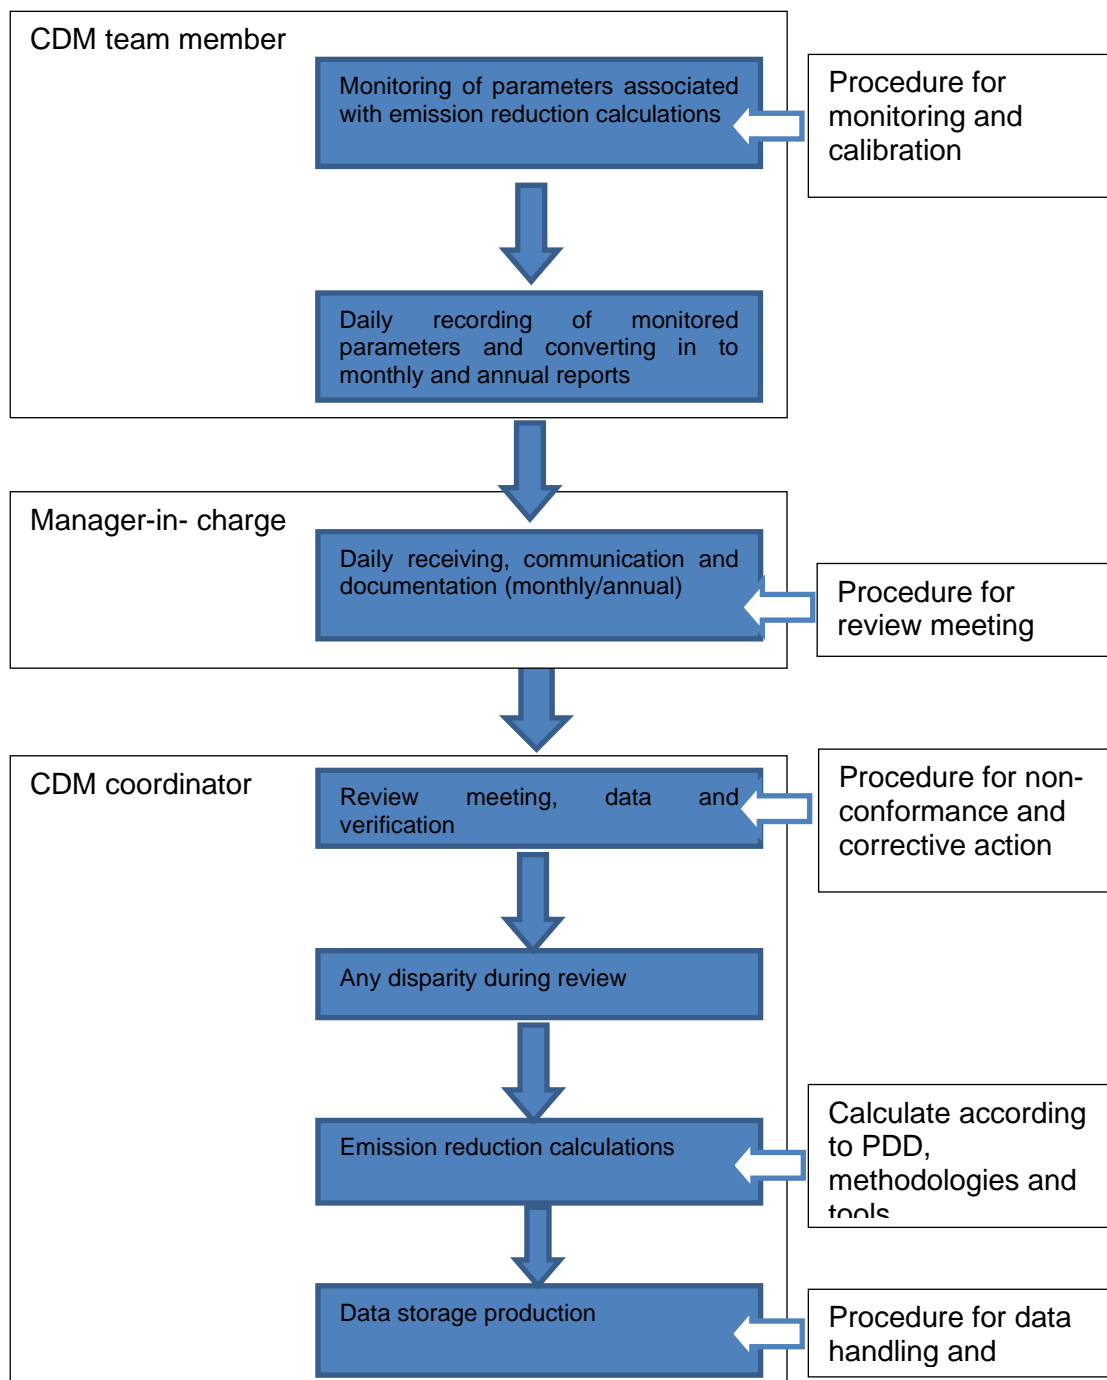 CDM team member
Monitoring of parameters associated
with emission reduction calculations
Procedure for
monitoring and
calibration
Daily recording of monitored
parameters and converting in to
monthly and annual reports
Manager-in- charge
Daily receiving, communication and
documentation (monthly/annual)
Procedure for
review meeting
CDM coordinator
Review meeting, data and
verification
Procedure for non-
conformance and
corrective action
Any disparity during review
Emission reduction calculations
Calculate according
to PDD,
methodologies and
tools
Data storage production
Procedure for data
handling and